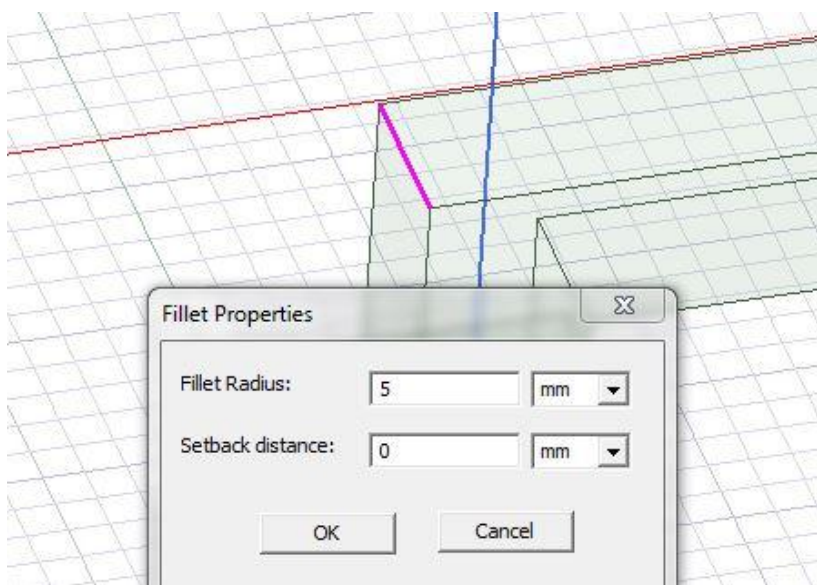 Fillet Properties
Fillet Radius: 5 mm
Setback distance: 0 mm
OK Cancel